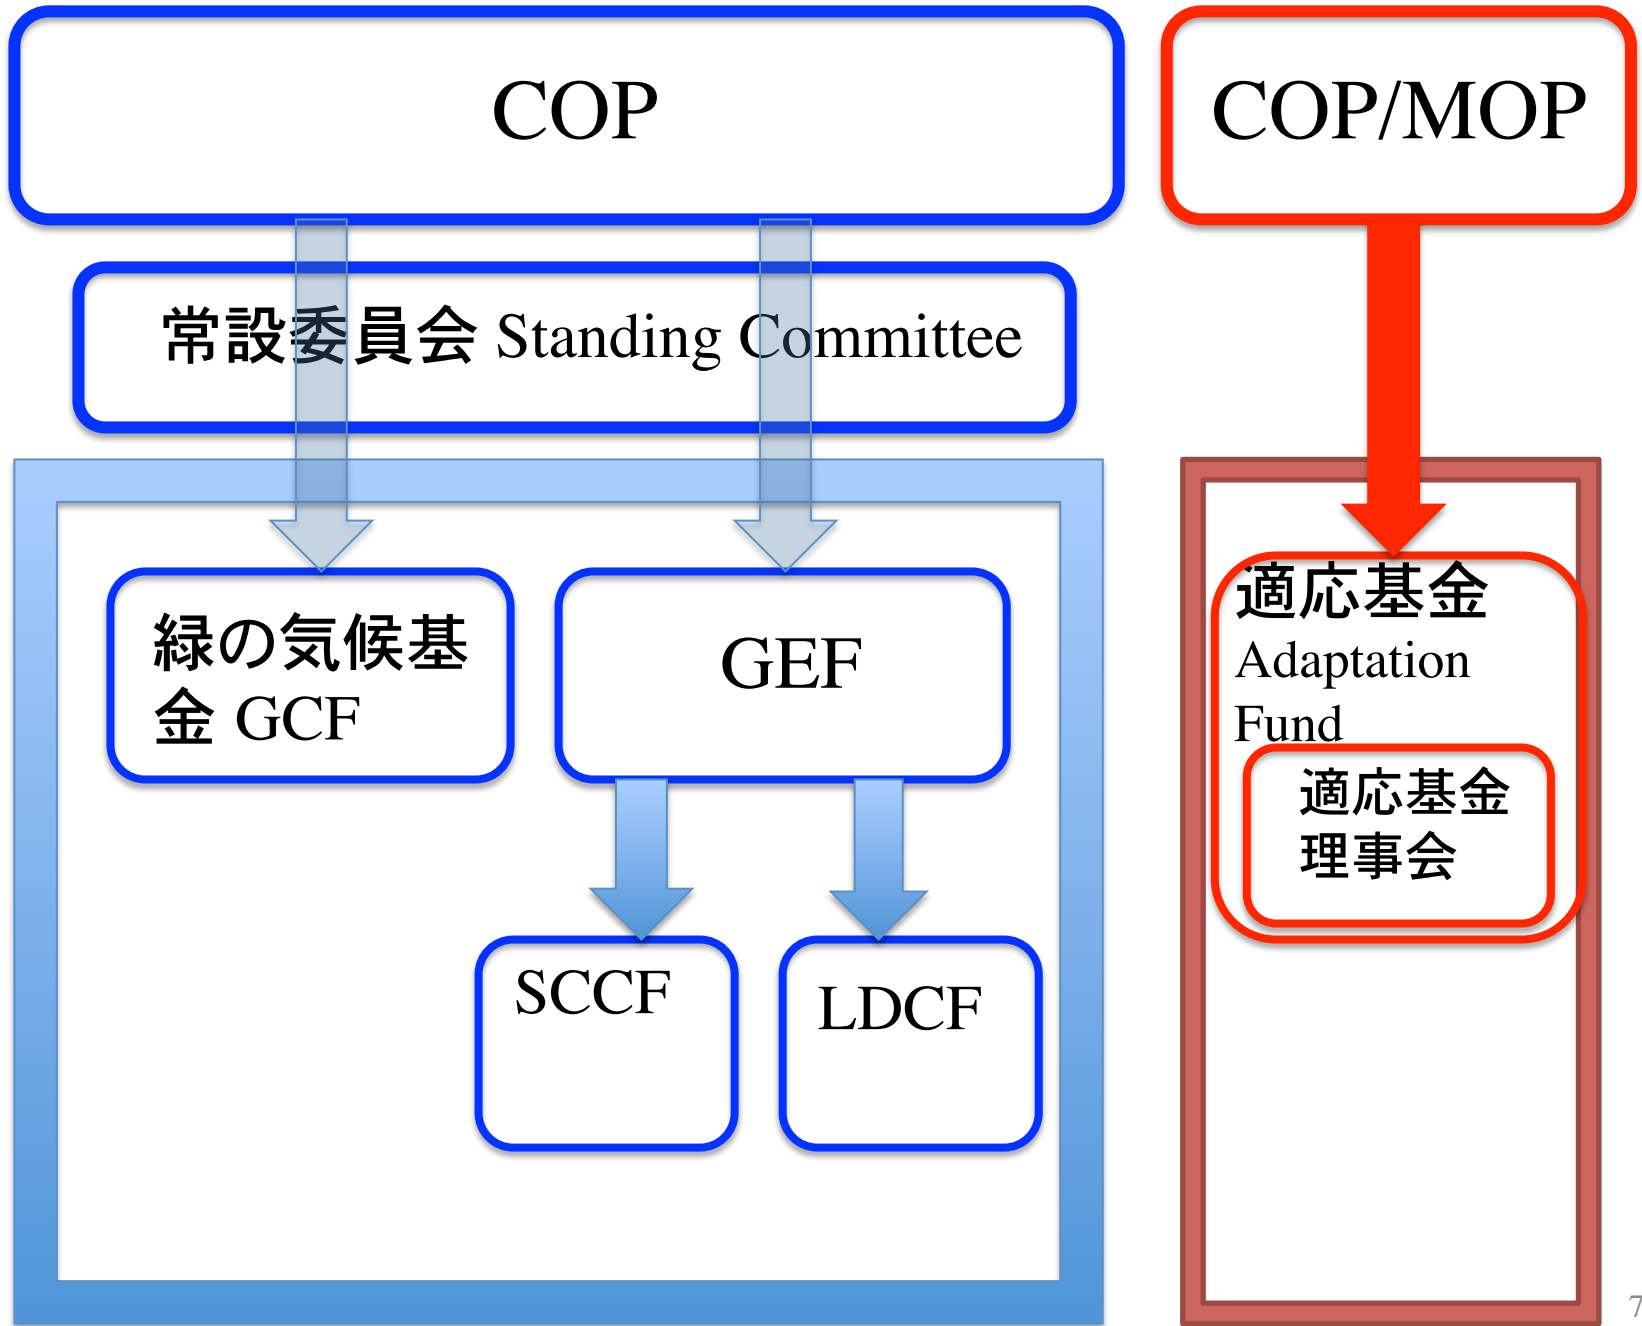 COP
COP/MOP
常設委員会 Standing Committee
緑の気候基
金 GCF
GEF
適応基金
Adaptation
Fund
適応基金
理事会
SCCF
LDCF
7